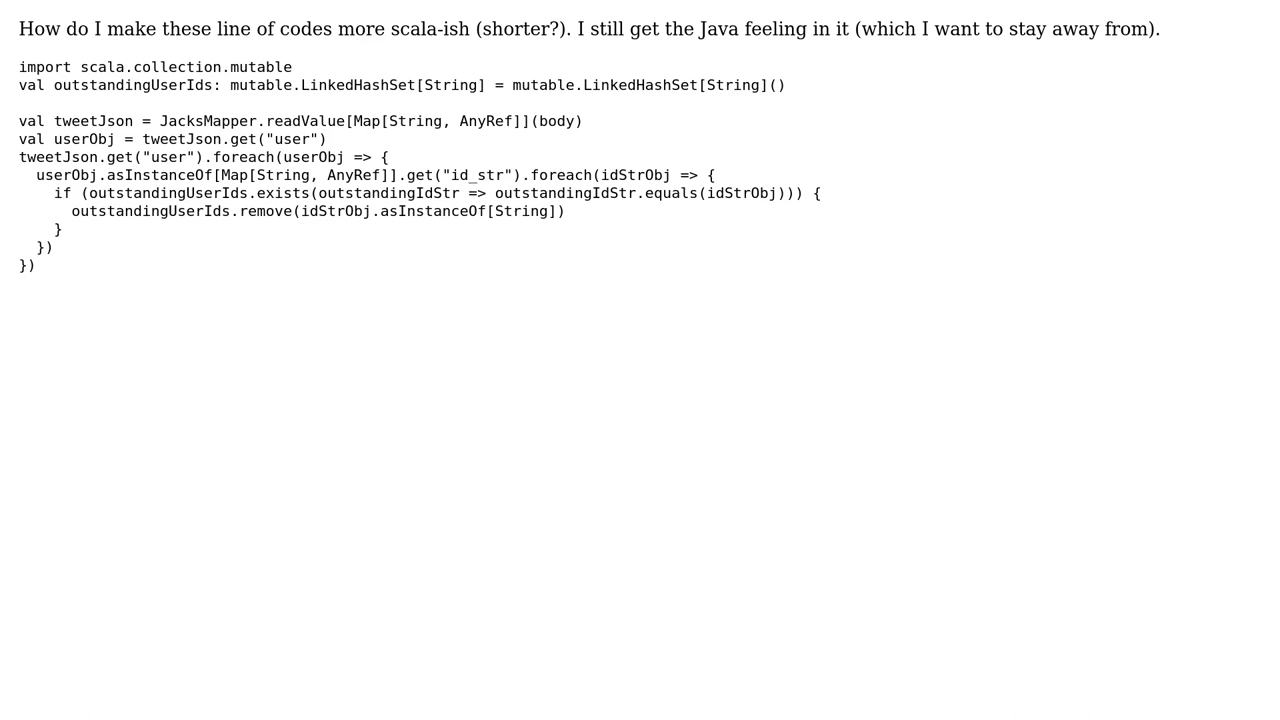 How do I make these line of codes more scala-ish (shorter?). I still get the Java feeling in it (which I want to stay away from).
import scala.collection.mutable
val outstandingUserIds: mutable.LinkedHashSet[String] = mutable.LinkedHashSet[String]()
val tweetJson = JacksMapper.readValue[Map[String, AnyRef]](body)
val userObj = tweetJson.get("user")
tweetJson.get("user").foreach(userObj => {
  userObj.asInstanceOf[Map[String, AnyRef]].get("id_str").foreach(idStrObj => {
    if (outstandingUserIds.exists(outstandingIdStr => outstandingIdStr.equals(idStrObj))) {
      outstandingUserIds.remove(idStrObj.asInstanceOf[String])
    }
  })
})